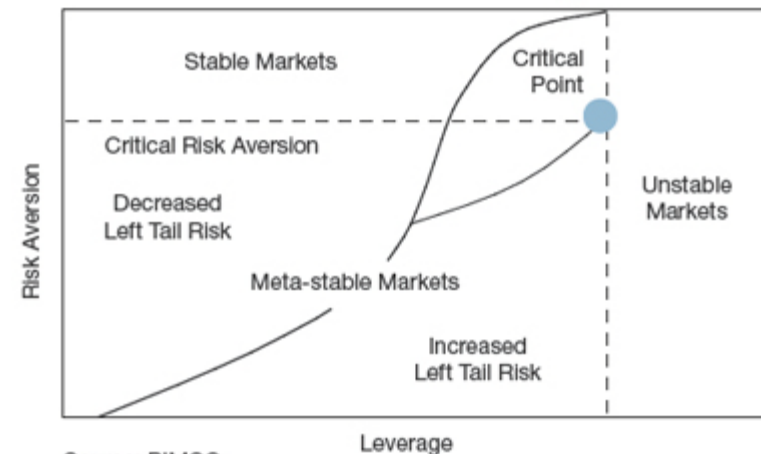 Stable Markets
Critical
Point
Critical Risk Aversion
Decreased
Left Tail Risk
Unstable
Markets
Risk Aversion
Meta-stable Markets
Increased
Left Tail Risk
Leverage